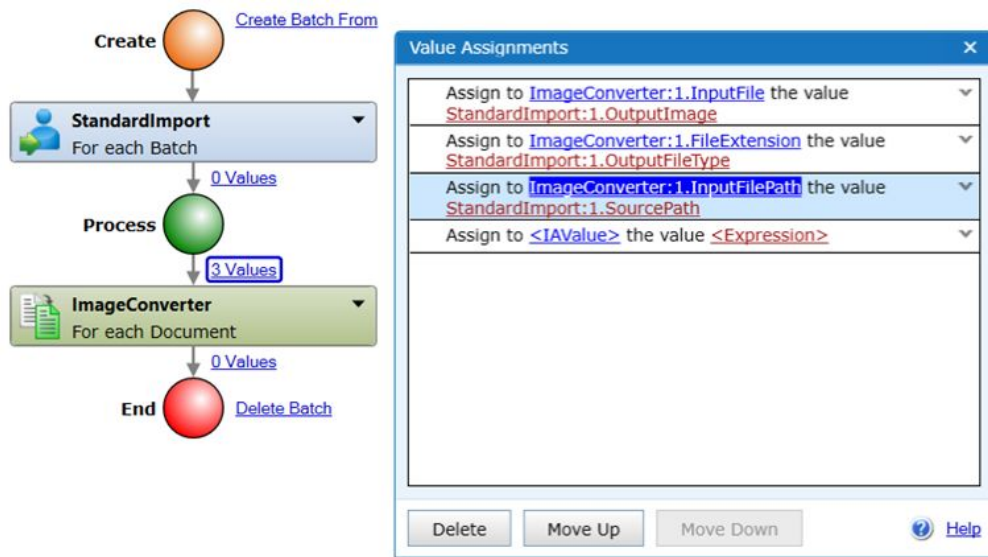 Create Batch From
Create
StandardImport
For each Batch
0 Values
Process
3 Values
ImageConverter
For each Document
0 Values
End
Delete Batch
Value Assignments
Assign to ImageConverter:1.InputFile the value
StandardImport:1.OutputImage
Assign to ImageConverter:1.FileExtension the value
StandardImport:1.OutputFileType
Assign to ImageConverter:1.InputFilePath the value
StandardImport:1.SourcePath
Assign to <IAValue> the value <Expression>
Delete
Move Up
Move Down
Help